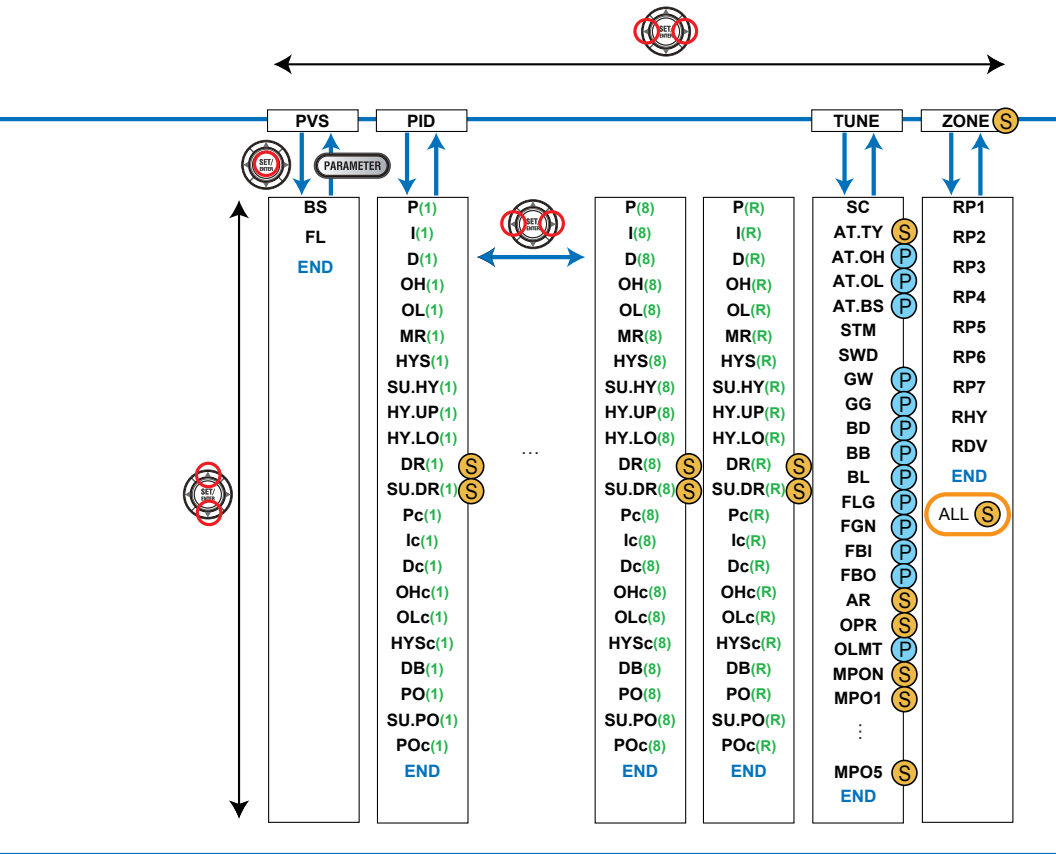 SET/
ENTER
PVS
PID
TUNE
ZONE S
SET/
ENTER
PARAMETER
BS
FL
END
P(1)
I(1)
D(1)
OH(1)
OL(1)
MR(1)
HYS(1)
SU.HY(1)
HY.UP(1)
HY.LO(1)
DR(1) S
SU.DR(1) S
Pc(1)
Ic(1)
Dc(1)
OHc(1)
OLc(1)
HYSc(1)
DB(1)
PO(1)
SU.PO(1)
POc(1)
END
SET/
ENTER
...
P(8)
I(8)
D(8)
OH(8)
OL(8)
MR(8)
HYS(8)
SU.HY(8)
HY.UP(8)
HY.LO(8)
DR(8) S
SU.DR(8) S
Pc(8)
Ic(8)
Dc(8)
OHc(8)
OLc(8)
HYSc(8)
DB(8)
PO(8)
SU.PO(8)
POc(8)
END
P(R)
I(R)
D(R)
OH(R)
OL(R)
MR(R)
HYS(R)
SU.HY(R)
HY.UP(R)
HY.LO(R)
DR(R) S
SU.DR(R) S
Pc(R)
Ic(R)
Dc(R)
OHc(R)
OLc(R)
HYSc(R)
DB(R)
PO(R)
SU.PO(R)
POc(R)
END
SC
AT.TY S
AT.OH P
AT.OL P
AT.BS P
STM
SWD
GW P
GG P
BD P
BB P
BL P
FLG P
FGN P
FBI P
FBO P
AR S
OPR S
OLMT P
MPON S
MPO1 S
⋮
MPO5 S
END
RP1
RP2
RP3
RP4
RP5
RP6
RP7
RHY
RDV
END
ALL S
SET/
ENTER